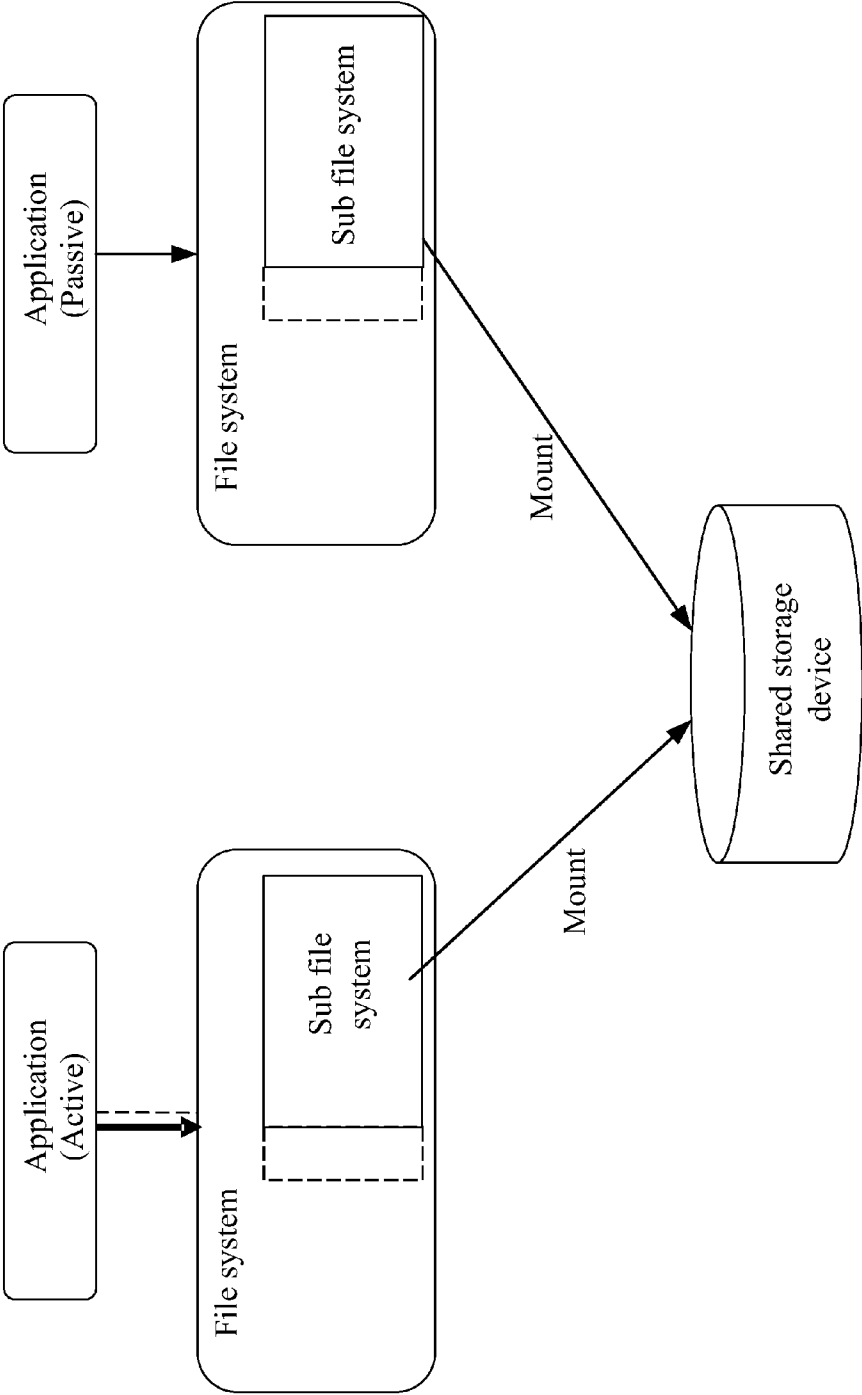 Application
(Active)
File system
Sub file
system
Mount
Application
(Passive)
File system
Sub file system
Mount
Shared storage
device